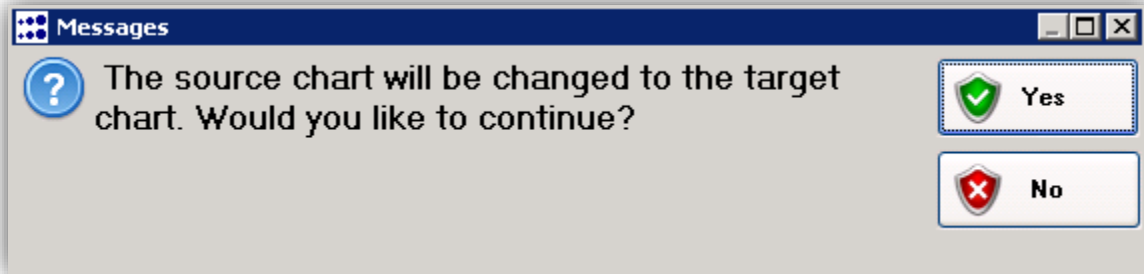 Messages
The source chart will be changed to the target
chart. Would you like to continue?
Yes
No